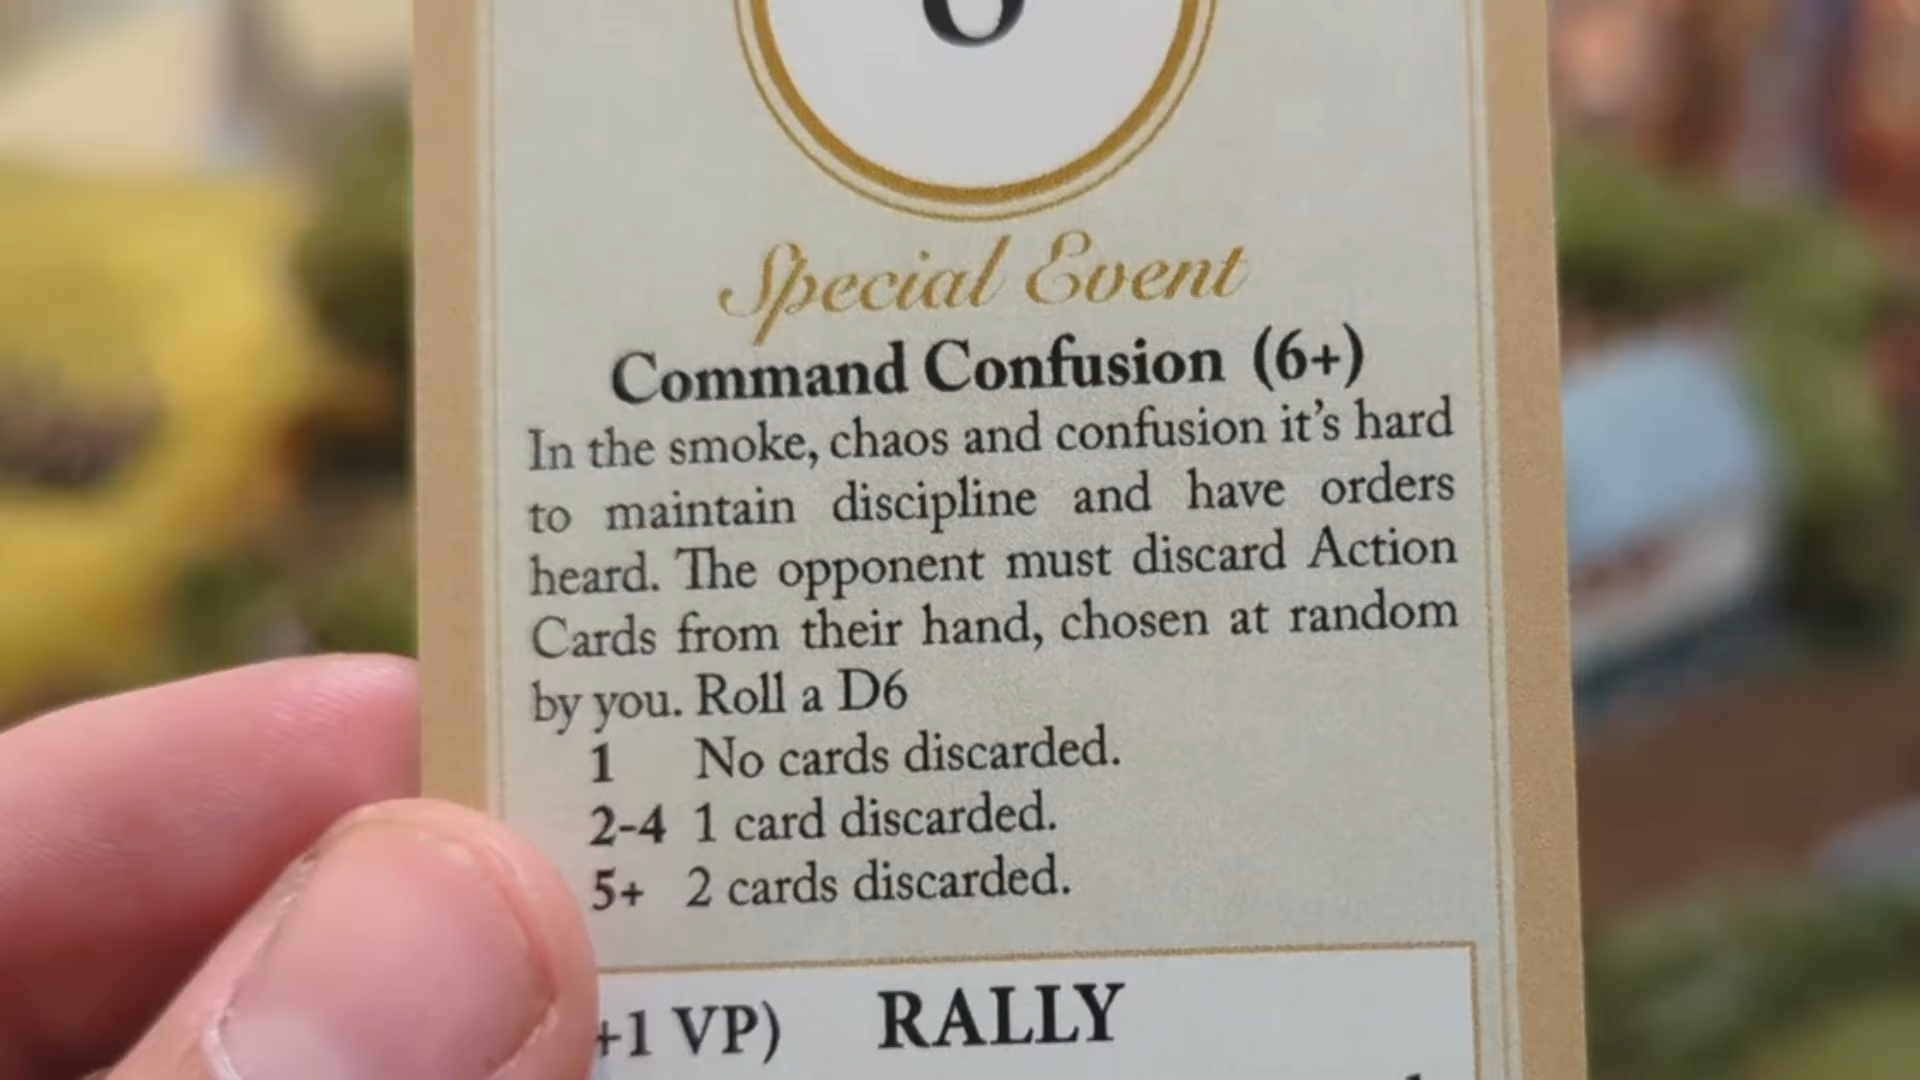 Special Event
Command Confusion (6+)
In the smoke, chaos and confusion it's hard
to maintain discipline and have orders
heard. The opponent must discard Action
Cards from their hand, chosen at random
by you. Roll a D6
1 No cards discarded.
2-4 1 card discarded.
5+ 2 cards discarded.
+1 VP) RALLY